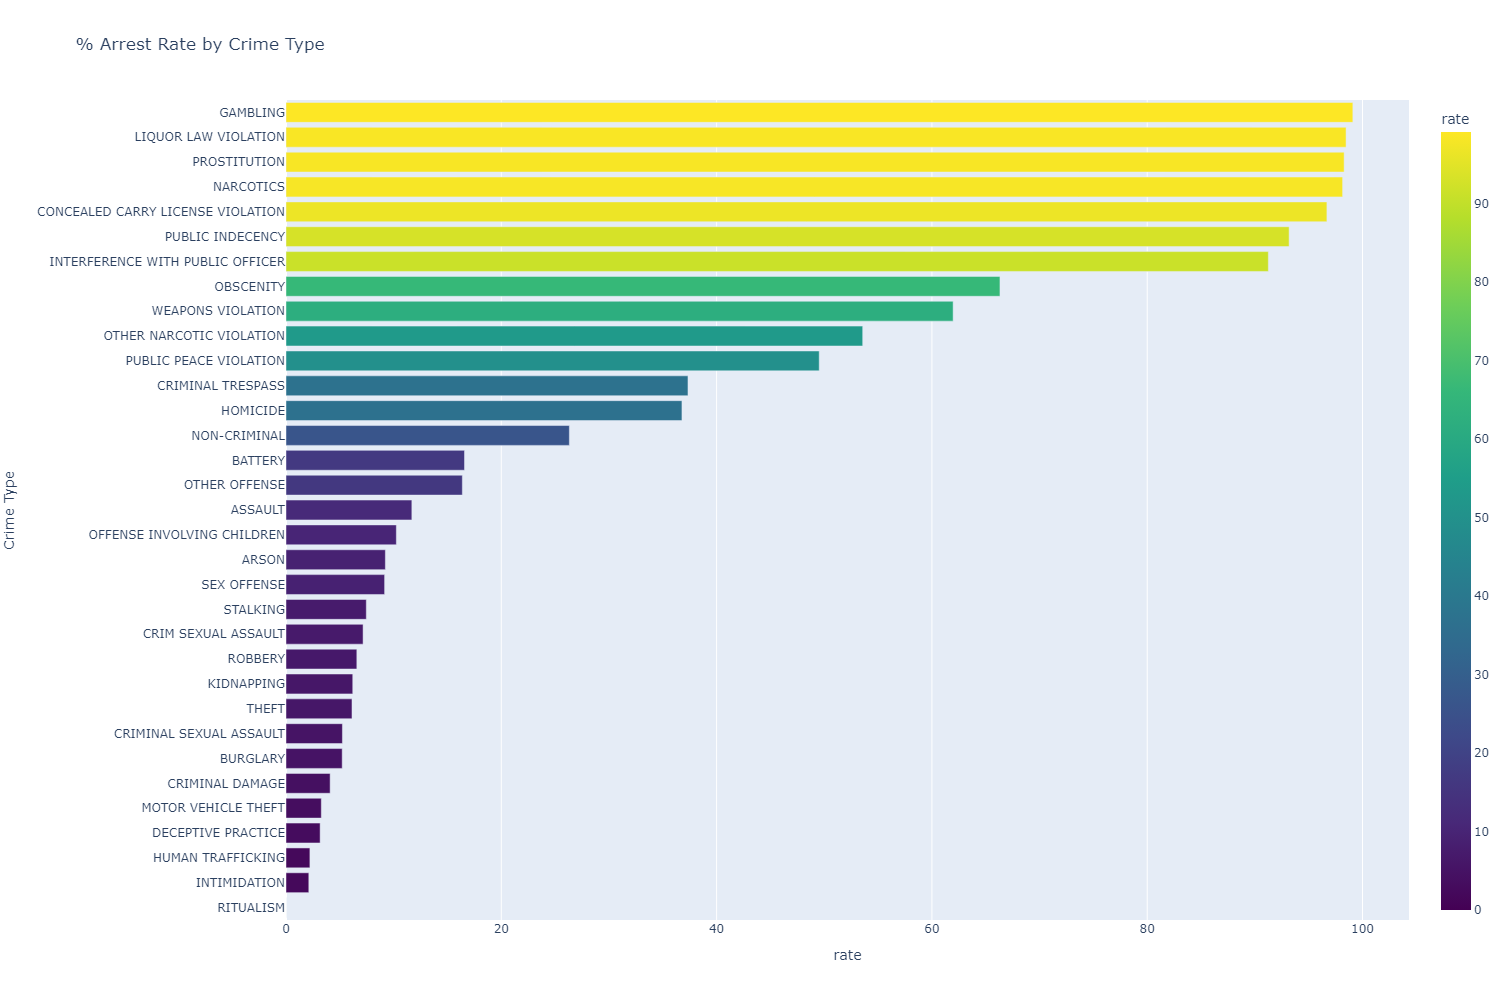 % Arrest Rate by Crime Type
GAMBLING
LIQUOR LAW VIOLATION
PROSTITUTION
NARCOTICS
CONCEALED CARRY LICENSE VIOLATION
PUBLIC INDECENCY
INTERFERENCE WITH PUBLIC OFFICER
OBSCENITY
WEAPONS VIOLATION
OTHER NARCOTIC VIOLATION
PUBLIC PEACE VIOLATION
CRIMINAL TRESPASS
HOMICIDE
NON-CRIMINAL
BATTERY
OTHER OFFENSE
ASSAULT
OFFENSE INVOLVING CHILDREN
ARSON
SEX OFFENSE
STALKING
CRIM SEXUAL ASSAULT
ROBBERY
KIDNAPPING
THEFT
CRIMINAL SEXUAL ASSAULT
BURGLARY
CRIMINAL DAMAGE
MOTOR VEHICLE THEFT
DECEPTIVE PRACTICE
HUMAN TRAFFICKING
INTIMIDATION
RITUALISM
Crime Type
0 20 40 60 80 100
rate
rate
90
80
70
60
50
40
30
20
10
0